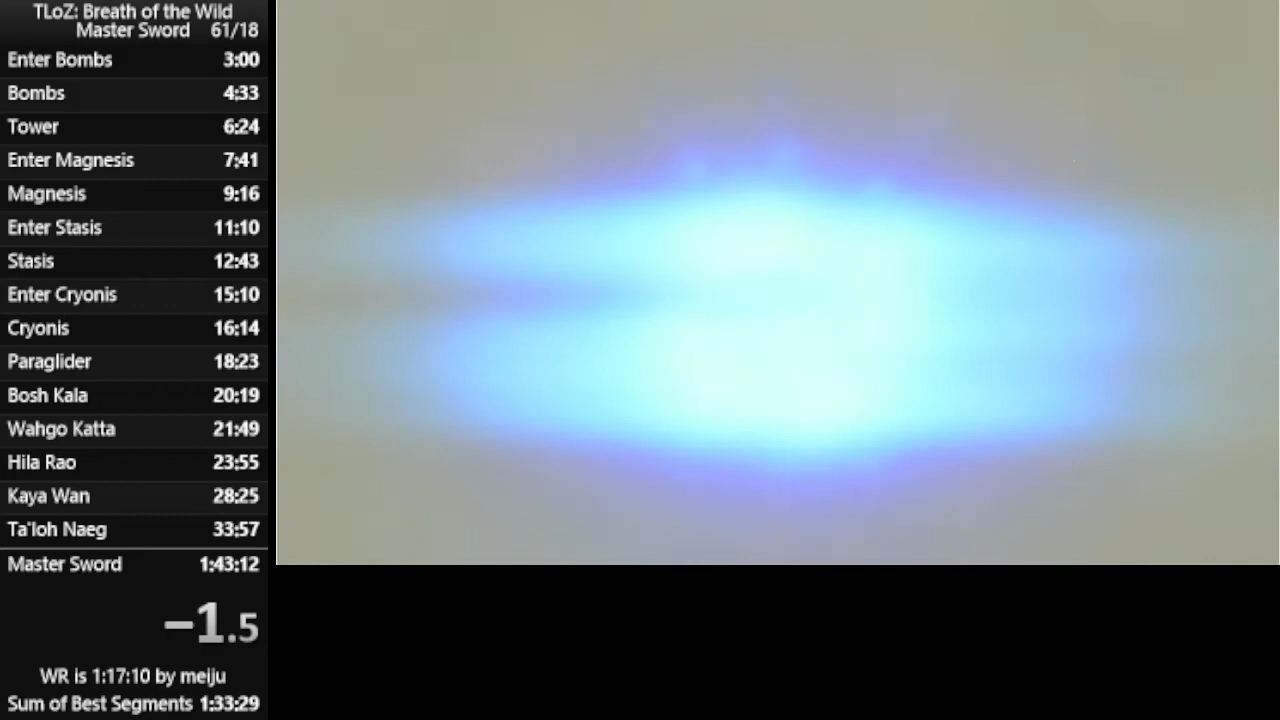 TLoZ: Breath of the Wild
Master Sword 61/18
Enter Bombs 3:00
Bombs 4:33
Tower 6:24
Enter Magnesis 7:41
Magnesis 9:16
Enter Stasis 11:10
Stasis 12:43
Enter Cryonis 15:10
Cryonis 16:14
Paraglider 18:23
Bosh Kala 20:19
Wahgo Katta 21:49
Hila Rao 23:55
Kaya Wan 28:25
Ta'loh Naeg 33:57
Master Sword 1:43:12
−1.5
WR is 1:17:10 by meiju
Sum of Best Segments 1:33:29